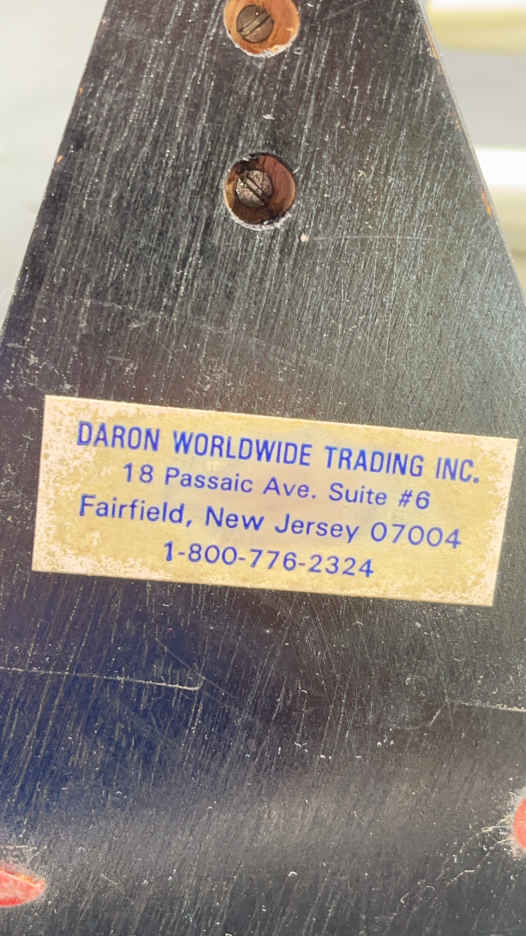 DARON WORLDWIDE TRADING INC.
18 Passaic Ave. Suite #6
Fairfield, New Jersey 07004
1-800-776-2324